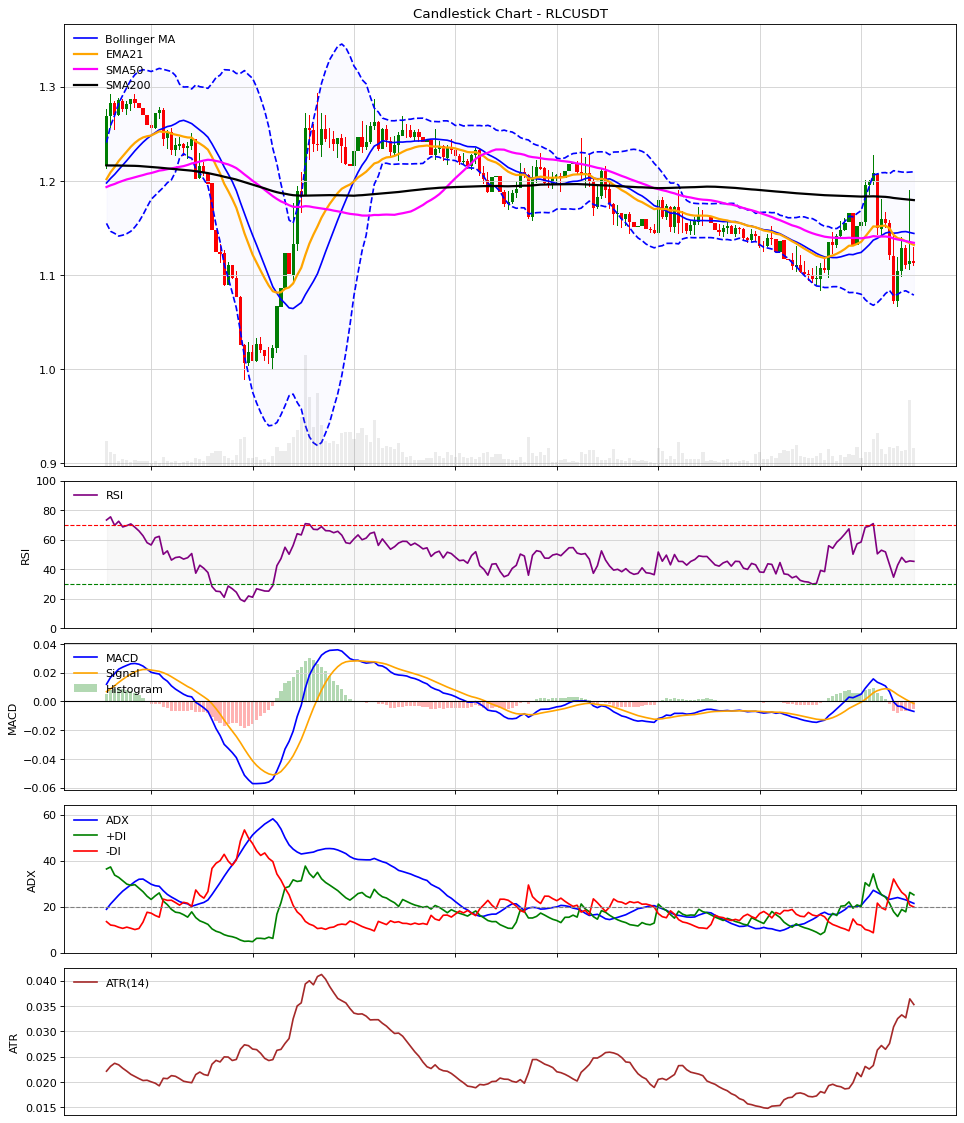 Candlestick Chart - RLCUSDT
Bollinger MA
EMA21
SMA50
SMA200
1.3
1.2
1.1
1.0
0.9
RSI
RSI
100
80
60
40
20
0
MACD
MACD
Signal
Histogram
0.04
0.02
0.00
−0.02
−0.04
−0.06
ADX
ADX
+DI
-DI
60
40
20
0
ATR
ATR(14)
0.040
0.035
0.030
0.025
0.020
0.015